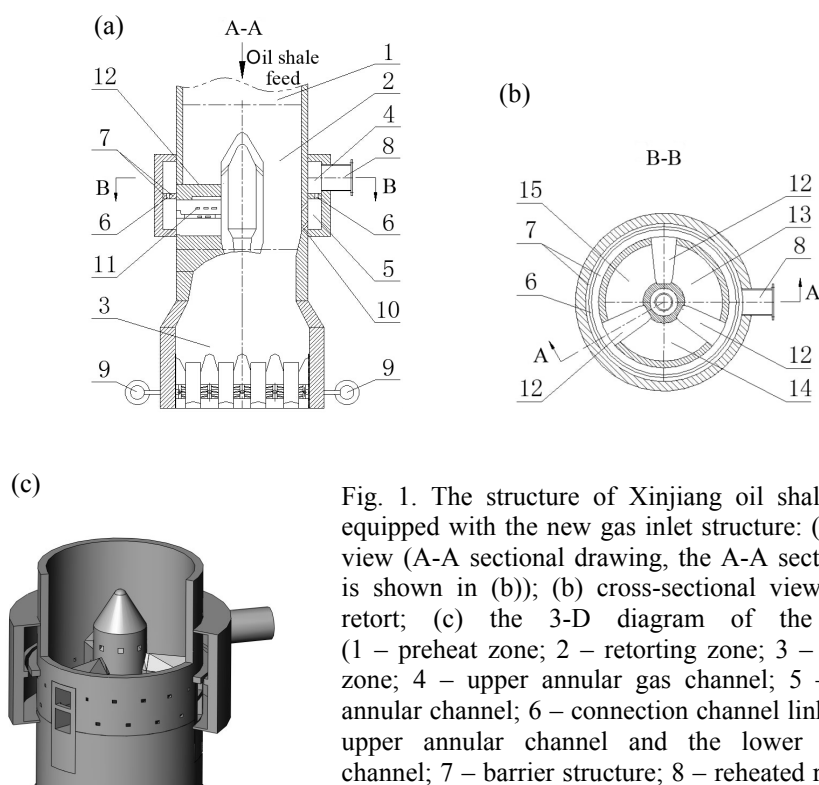 (a)
A-A
Oil shale
feed
1
2
12
4
7
8
B
B
6
6
11
5
10
3
9
9
(b)
B-B
15
12
13
7
8
6
A
A
12
12
14
(c)
Fig. 1. The structure of Xinjiang oil shal
equipped with the new gas inlet structure: (
view (A-A sectional drawing, the A-A sect
is shown in (b)); (b) cross-sectional view
retort; (c) the 3-D diagram of the
(1 – preheat zone; 2 – retorting zone; 3 –
zone; 4 – upper annular gas channel; 5 –
annular channel; 6 – connection channel lin
upper annular channel and the lower
channel; 7 – barrier structure; 8 – reheated